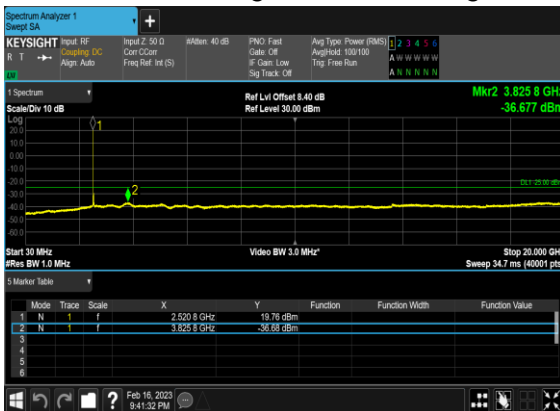 Spectrum Analyzer 1
Swept SA
KEYSIGHT Input: RF Input Z: 50 Ω #Atten: 40 dB PNO: Fast Avg Type: Power (RMS) 1 2 3 4 5 6
R T Coupling: DC Corr CCorr Gate: Off Avg|Hold: 100/100 A W W W W W
Align: Auto Freq Ref: Int (S) IF Gain: Low Trig: Free Run
Sig Track: Off A N N N N N
LV
1 Spectrum Ref Lvl Offset 8.40 dB Mkr2 3.825 8 GHz
Scale/Div 10 dB Ref Level 30.00 dBm -36.677 dBm
Log
20.0
10.0
0.00
-10.0
-20.0
-30.0
-40.0
-50.0
-60.0
1
2
DL1 -25.00 dBm
Start 30 MHz Video BW 3.0 MHz* Stop 20.000 GH
#Res BW 1.0 MHz Sweep 34.7 ms (40001 pts
5 Marker Table
Mode Trace Scale X Y Function Function Width Function Value
1 N 1 f 2.520 8 GHz 19.76 dBm
2 N 1 f 3.825 8 GHz -36.68 dBm
3
4
5
6
? Feb 16, 2023
9:41:32 PM